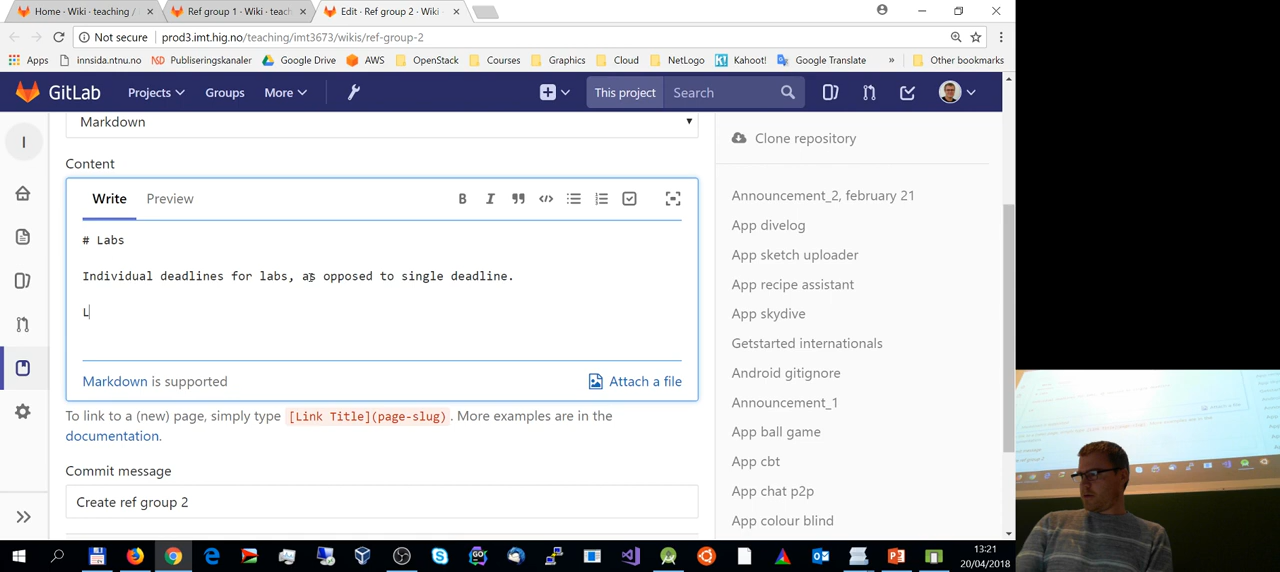 Home · Wiki · teaching /
Ref group 1 · Wiki · teach
Edit · Ref group 2 · Wiki ·
Not secure | prod3.imt.hig.no/teaching/imt3673/wikis/ref-group-2
Apps innsida.ntnu.no Publiseringskanaler Google Drive AWS OpenStack Courses Graphics Cloud NetLogo Kahoot! Google Translate » Other bookmarks
GitLab Projects Groups More This project Search
I
Markdown
Clone repository
Content
Write Preview
# Labs
Individual deadlines for labs, as opposed to single deadline.
L
Markdown is supported
Attach a file
To link to a (new) page, simply type [Link Title](page-slug). More examples are in the
documentation.
Commit message
Create ref group 2
Announcement_2, february 21
App divelog
App sketch uploader
App recipe assistant
App skydive
Getstarted internationals
Android gitignore
Announcement_1
App ball game
App cbt
App chat p2p
App colour blind
13:21
20/04/2018